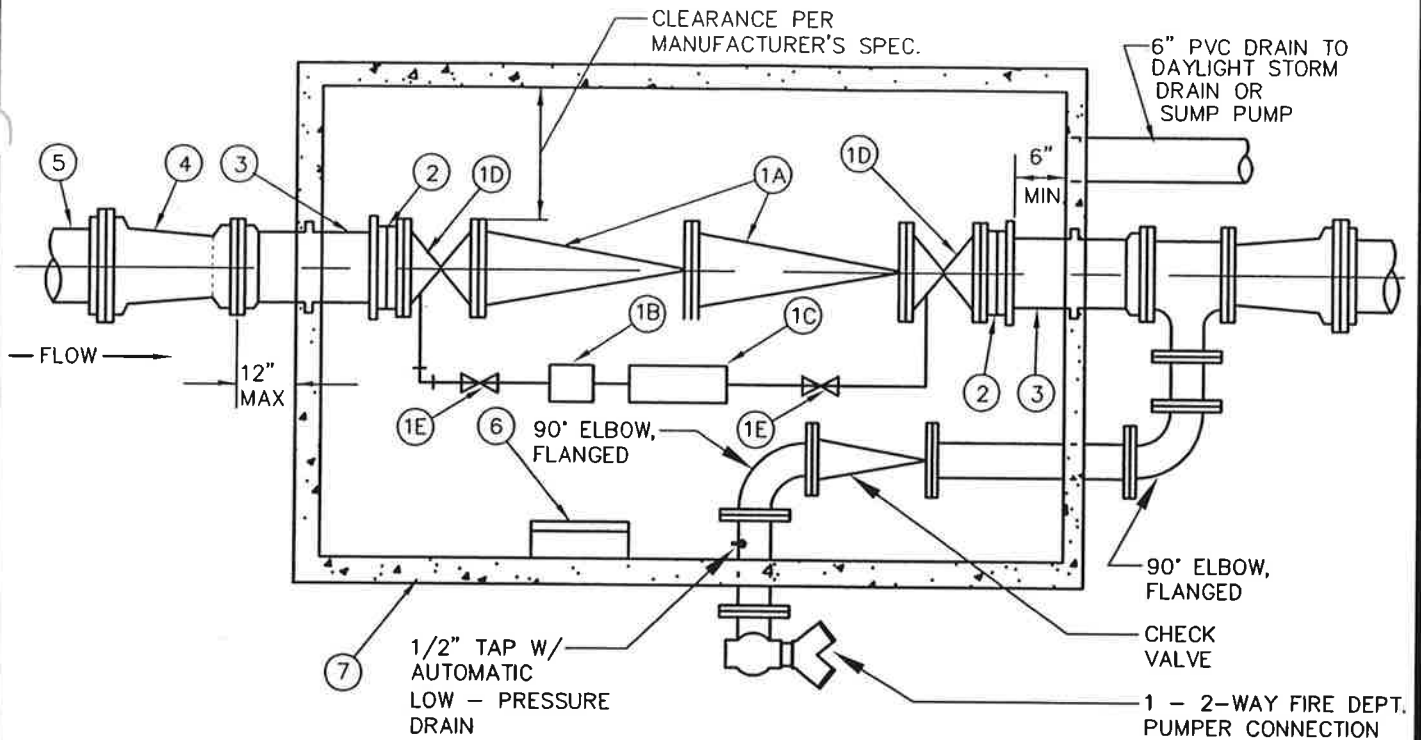 CLEARANCE PER
MANUFACTURER'S SPEC.
6" PVC DRAIN TO
DAYLIGHT STORM
DRAIN OR
SUMP PUMP
5
4
3
2
1D
1A
1D
6"
MIN.
FLOW
12"
MAX
1B
1C
1E
6
90° ELBOW,
FLANGED
1E
2
3
7
1/2" TAP W/
AUTOMATIC
LOW – PRESSURE
DRAIN
90° ELBOW,
FLANGED
CHECK
VALVE
1 – 2-WAY FIRE DEPT.
PUMPER CONNECTION